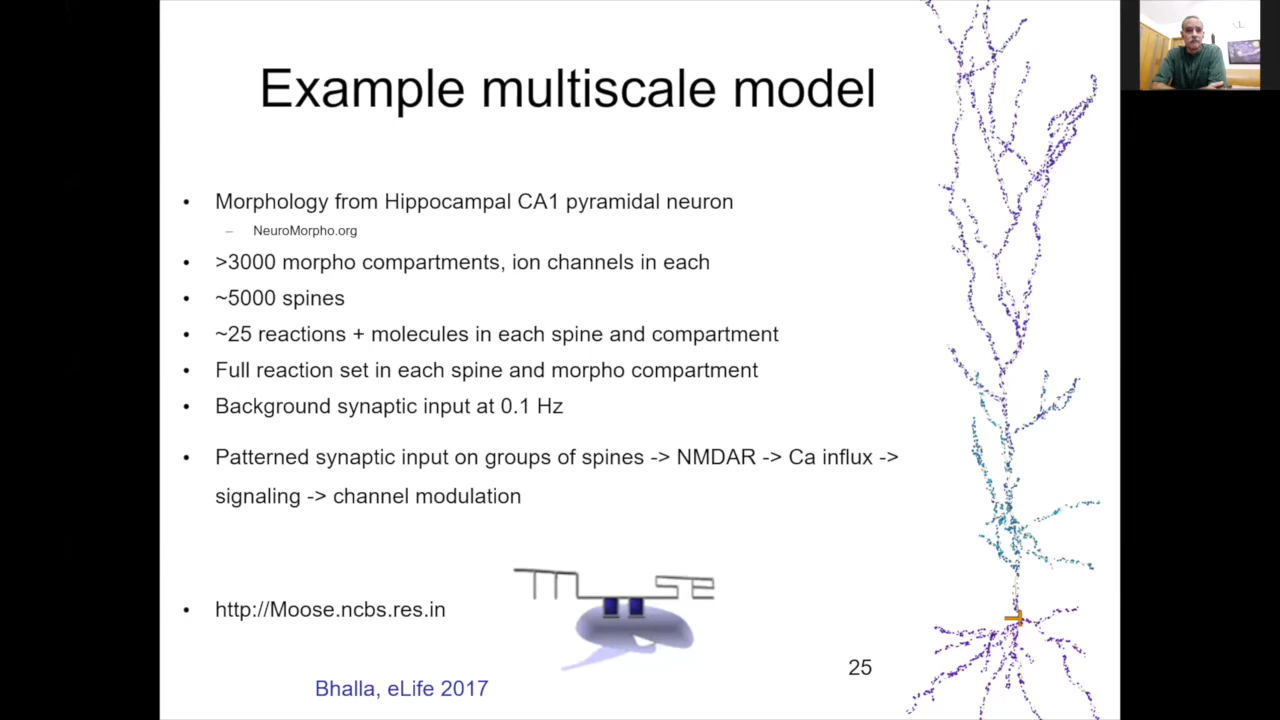 Example multiscale model
• Morphology from Hippocampal CA1 pyramidal neuron
– NeuroMorpho.org
• >3000 morpho compartments, ion channels in each
• ~5000 spines
• ~25 reactions + molecules in each spine and compartment
• Full reaction set in each spine and morpho compartment
• Background synaptic input at 0.1 Hz
• Patterned synaptic input on groups of spines -> NMDAR -> Ca influx ->
signaling -> channel modulation
moose
• http://Moose.ncbs.res.in
25
Bhalla, eLife 2017